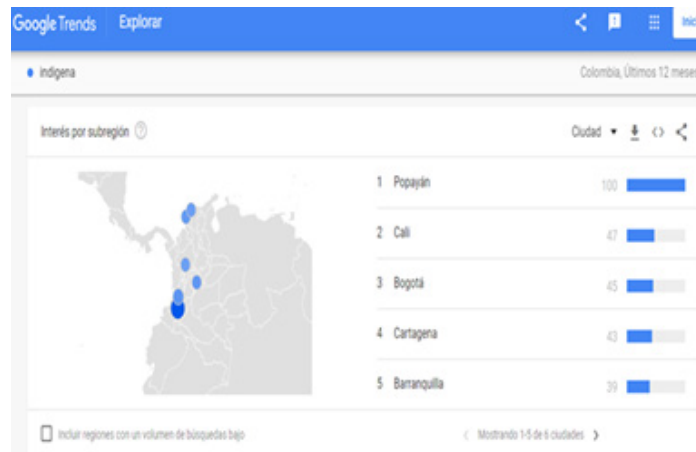 Google Trends Explorar Inic
indigena Colombia, Últimos 12 meses
Interés por subregión Ciudad
1 Popayán 100
2 Cali 47
3 Bogotá 45
4 Cartagena 43
5 Barranquilla 39
Incluir regiones con un volumen de búsquedas bajo Mostrando 1-5 de 6 ciudades